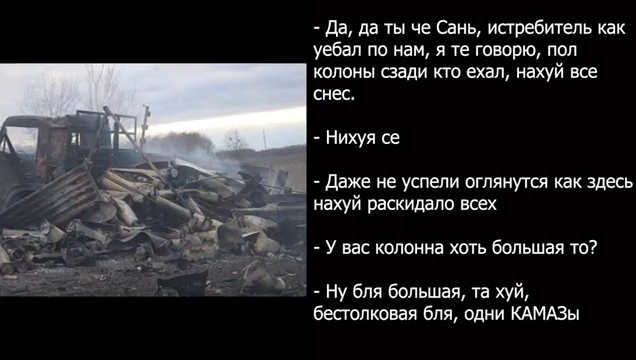 - Да, да ты че Сань, истребитель как
уебал по нам, я те говорю, пол
колоны сзади кто ехал, нахуй все
снес.
- Нихуя се
- Даже не успели оглянутся как здесь
нахуй раскидало всех
- У вас колонна хоть большая то?
- Ну бля большая, та хуй,
бестолковая бля, одни КАМАЗы